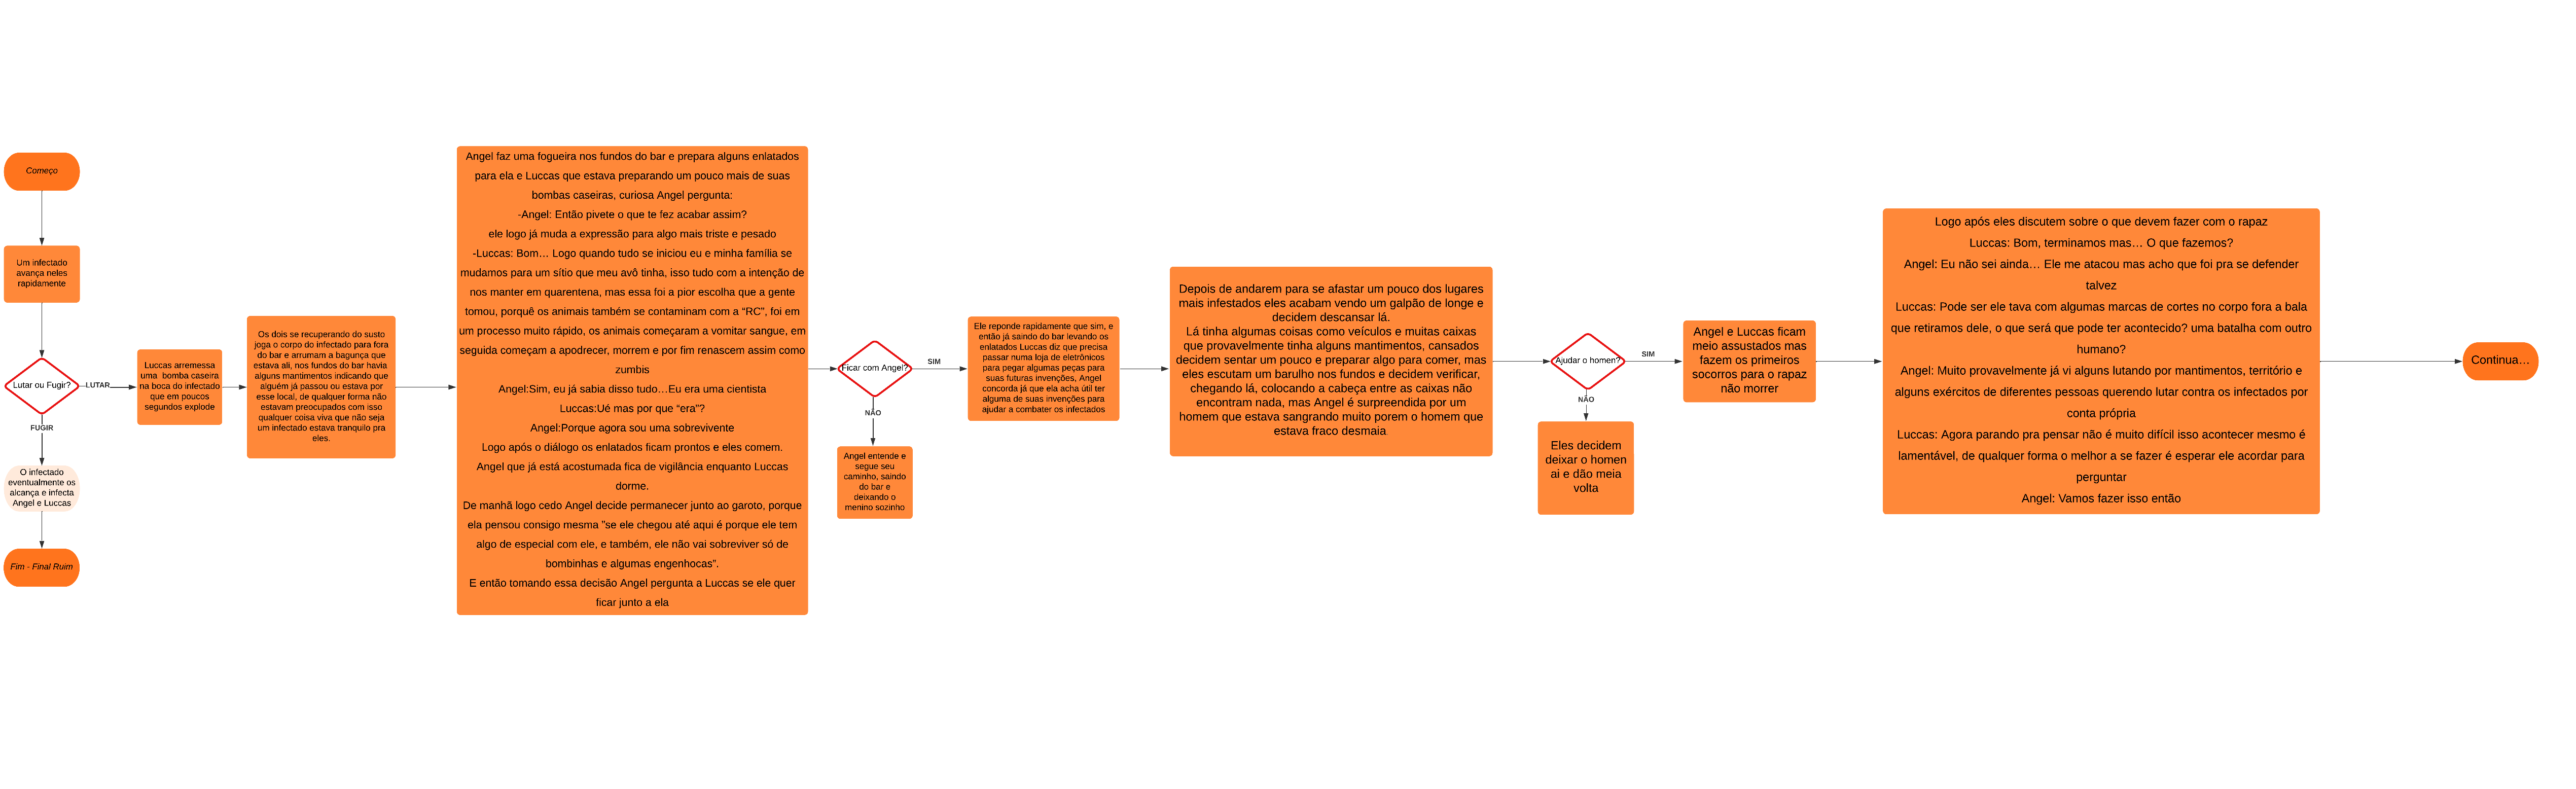 Começo
Um infectado
avança neles
rapidamente
Lutar ou Fugir?
LUTAR
FUGIR
O infectado
eventualmente os
alcança e infecta
Angel e Luccas
Fim - Final Ruim
Luccas arremessa
uma bomba caseira
na boca do infectado
que em poucos
segundos explode
Os dois se recuperando do susto
joga o corpo do infectado para fora
do bar e arrumam a bagunça que
estava ali, nos fundos do bar havia
alguns mantimentos indicando que
alguém já passou ou estava por
esse local, de qualquer forma não
estavam preocupados com isso
qualquer coisa viva que não seja
um infectado estava tranquilo pra
eles.
Angel faz uma fogueira nos fundos do bar e prepara alguns enlatados
para ela e Luccas que estava preparando um pouco mais de suas
bombas caseiras, curiosa Angel pergunta:
-Angel: Então pivete o que te fez acabar assim?
ele logo já muda a expressão para algo mais triste e pesado
-Luccas: Bom… Logo quando tudo se iniciou eu e minha família se
mudamos para um sítio que meu avô tinha, isso tudo com a intenção de
nos manter em quarentena, mas essa foi a pior escolha que a gente
tomou, porquê os animais também se contaminam com a “RC”, foi em
um processo muito rápido, os animais começaram a vomitar sangue, em
seguida começam a apodrecer, morrem e por fim renascem assim como
zumbis
Angel:Sim, eu já sabia disso tudo…Eu era uma cientista
Luccas:Ué mas por que “era”?
Angel:Porque agora sou uma sobrevivente
Logo após o diálogo os enlatados ficam prontos e eles comem.
Angel que já está acostumada fica de vigilância enquanto Luccas
dorme.
De manhã logo cedo Angel decide permanecer junto ao garoto, porque
ela pensou consigo mesma ”se ele chegou até aqui é porque ele tem
algo de especial com ele, e também, ele não vai sobreviver só de
bombinhas e algumas engenhocas”.
E então tomando essa decisão Angel pergunta a Luccas se ele quer
ficar junto a ela
Ficar com Angel?
SIM
NÃO
Angel entende e
segue seu
caminho, saindo
do bar e
deixando o
menino sozinho
Ele reponde rapidamente que sim, e
então já saindo do bar levando os
enlatados Luccas diz que precisa
passar numa loja de eletrônicos
para pegar algumas peças para
suas futuras invenções, Angel
concorda já que ela acha útil ter
alguma de suas invenções para
ajudar a combater os infectados
Depois de andarem para se afastar um pouco dos lugares
mais infestados eles acabam vendo um galpão de longe e
decidem descansar lá.
Lá tinha algumas coisas como veículos e muitas caixas
que provavelmente tinha alguns mantimentos, cansados
decidem sentar um pouco e preparar algo para comer, mas
eles escutam um barulho nos fundos e decidem verificar,
chegando lá, colocando a cabeça entre as caixas não
encontram nada, mas Angel é surpreendida por um
homem que estava sangrando muito porem o homem que
estava fraco desmaia
Ajudar o homen?
SIM
NÃO
Eles decidem
deixar o homen
ai e dão meia
volta
Angel e Luccas ficam
meio assustados mas
fazem os primeiros
socorros para o rapaz
não morrer
Logo após eles discutem sobre o que devem fazer com o rapaz
Luccas: Bom, terminamos mas… O que fazemos?
Angel: Eu não sei ainda… Ele me atacou mas acho que foi pra se defender
talvez
Luccas: Pode ser ele tava com algumas marcas de cortes no corpo fora a bala
que retiramos dele, o que será que pode ter acontecido? uma batalha com outro
humano?
Angel: Muito provavelmente já vi alguns lutando por mantimentos, território e
alguns exércitos de diferentes pessoas querendo lutar contra os infectados por
conta própria
Luccas: Agora parando pra pensar não é muito difícil isso acontecer mesmo é
lamentável, de qualquer forma o melhor a se fazer é esperar ele acordar para
perguntar
Angel: Vamos fazer isso então
Continua…